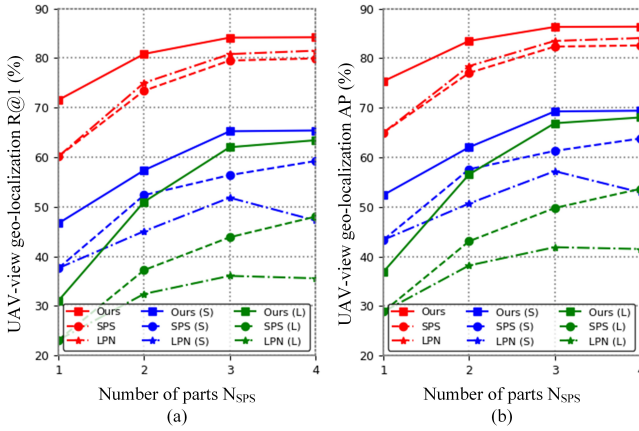 90
80
70
60
50
40
30
20
UAV-view geo-localization R@1 (%)
Ours
SPS
LPN
Ours (S)
SPS (S)
LPN (S)
Ours (L)
SPS (L)
LPN (L)
1 2 3 4
Number of parts N_SPS
(a)
90
80
70
60
50
40
30
20
UAV-view geo-localization AP (%)
Ours
SPS
LPN
Ours (S)
SPS (S)
LPN (S)
Ours (L)
SPS (L)
LPN (L)
1 2 3 4
Number of parts N_SPS
(b)